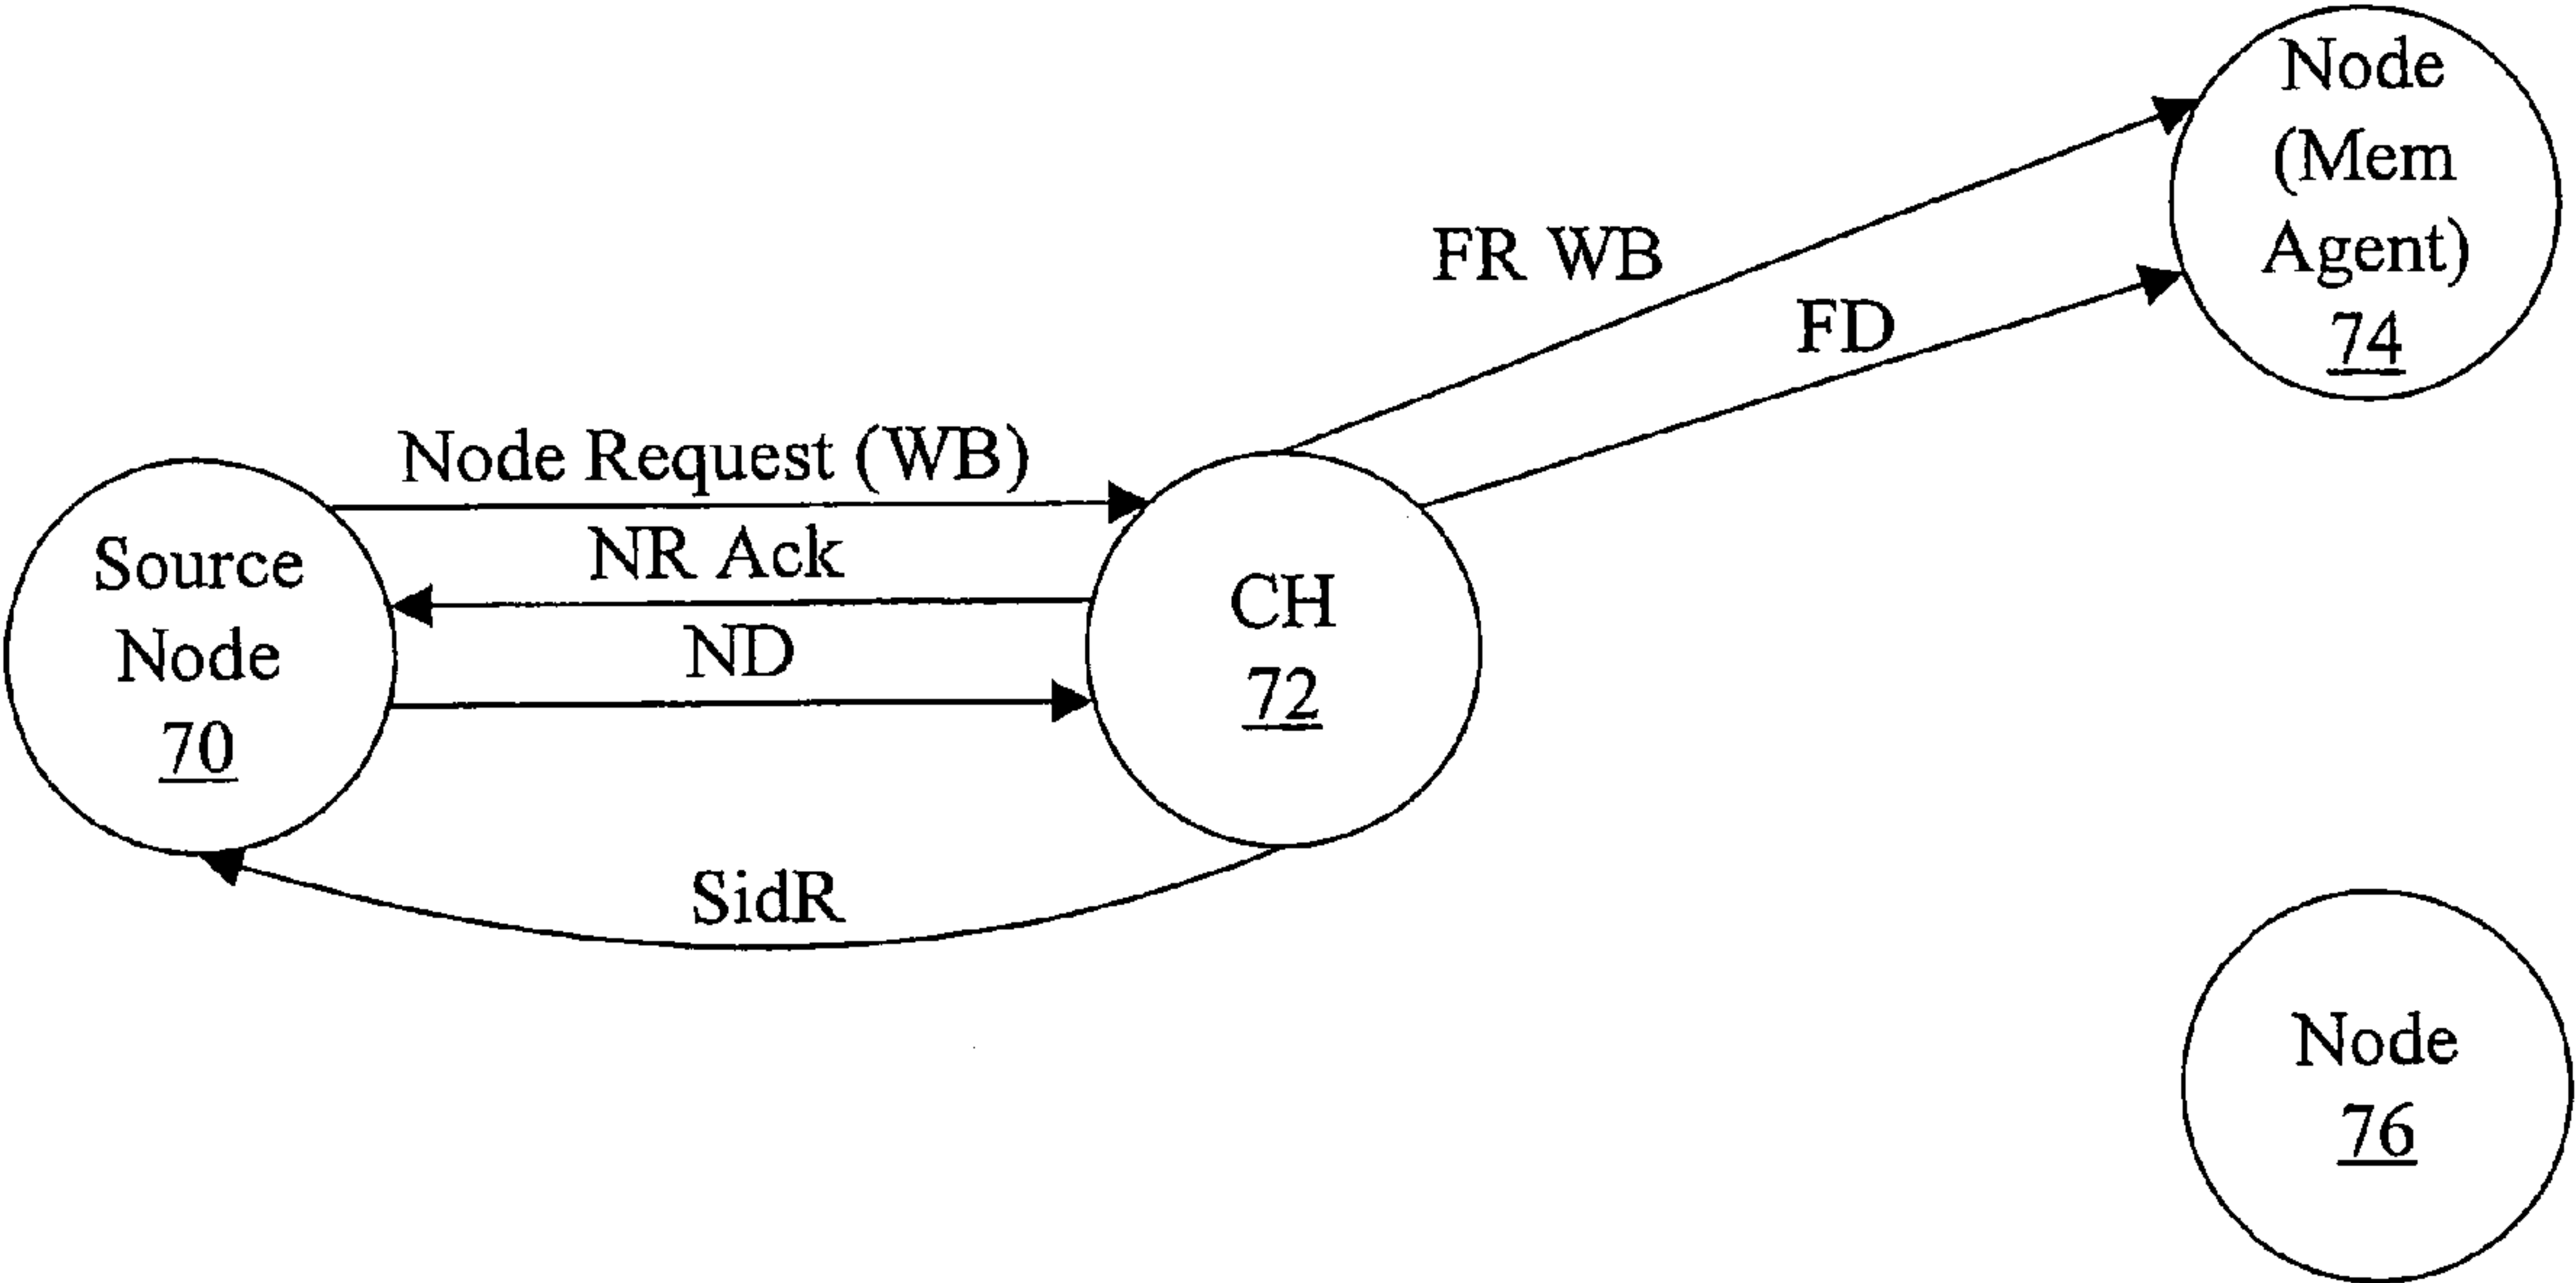 Node
(Mem
Agent)
74
FR WB
FD
Node Request (WB)
NR Ack
ND
Source
Node
70
CH
72
SidR
Node
76